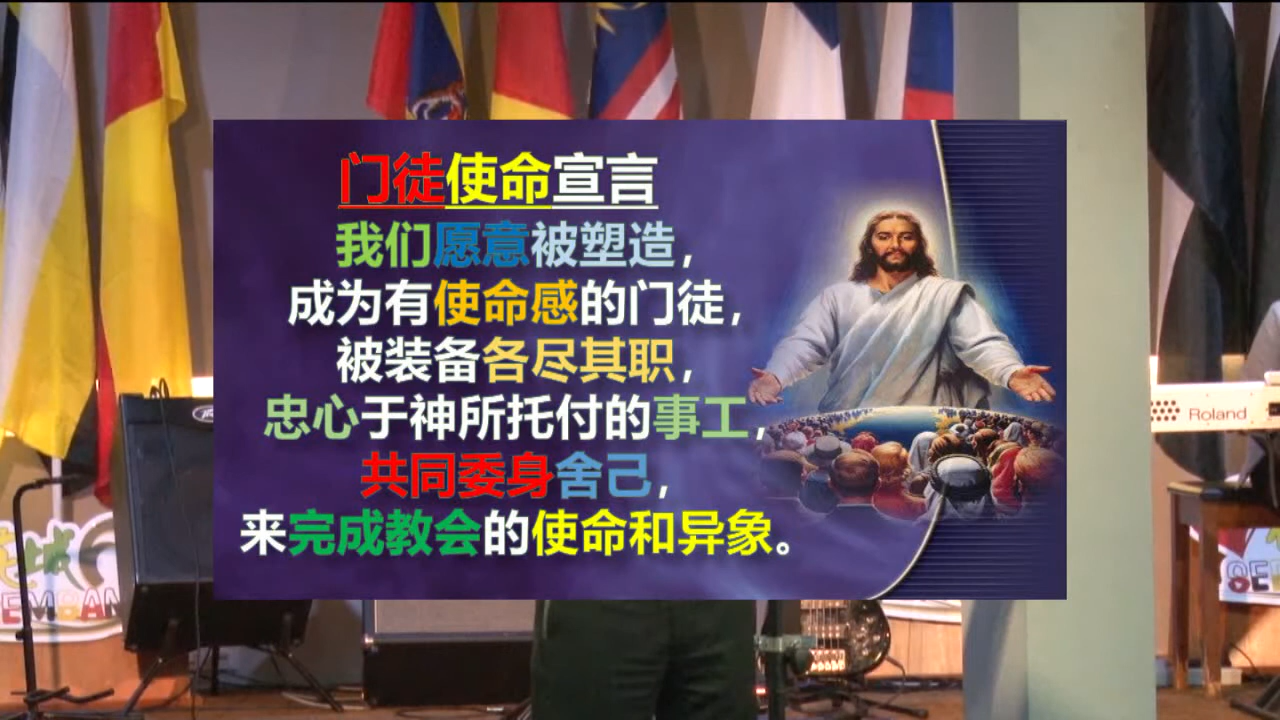 门徒使命宣言
我们愿意被塑造，
成为有使命感的门徒，
被装备各尽其职，
忠心于神所托付的事工，
共同委身舍己，
来完成教会的使命和异象。
Roland